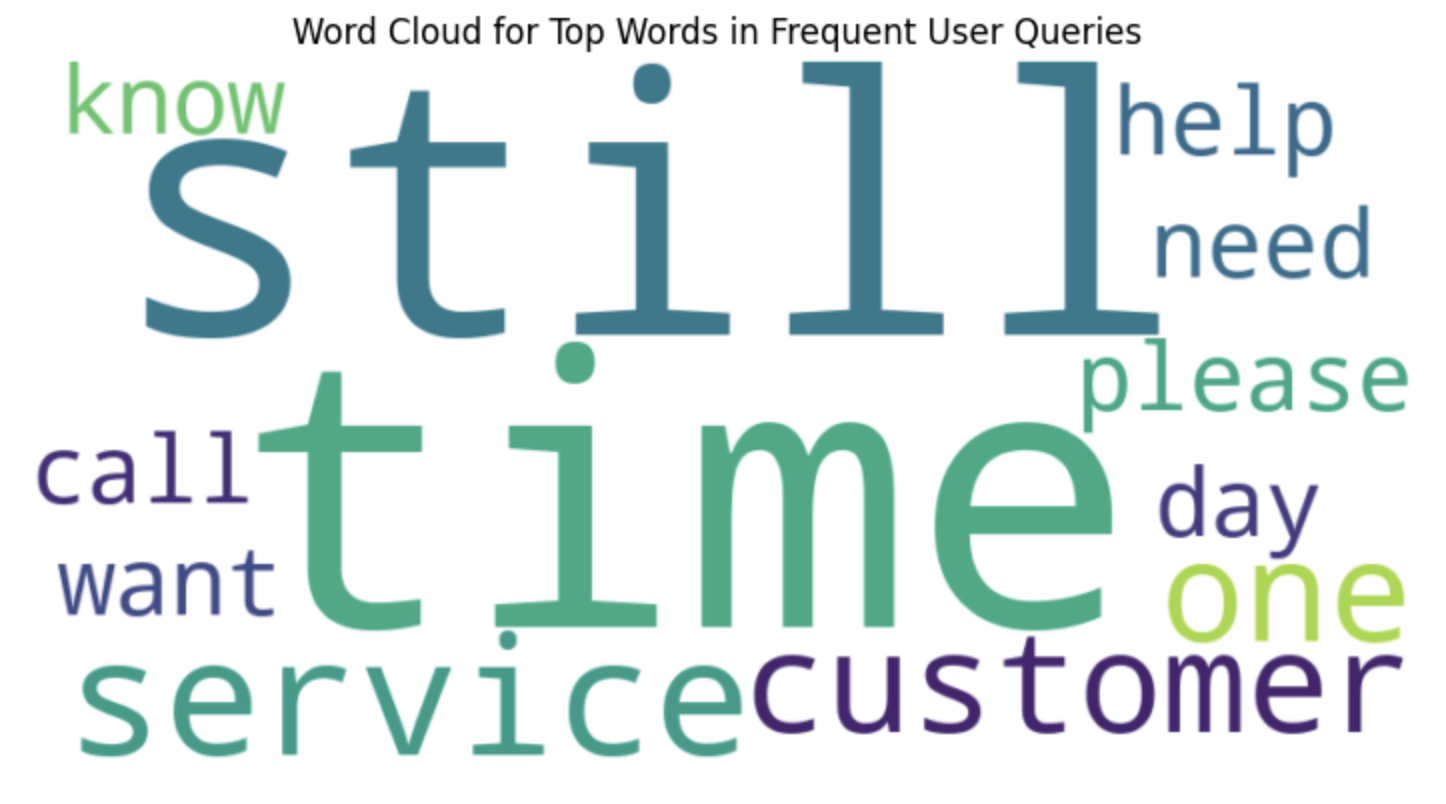 Word Cloud for Top Words in Frequent User Queries
know
still
help
need
please
time
call
day
want
one
service
customer